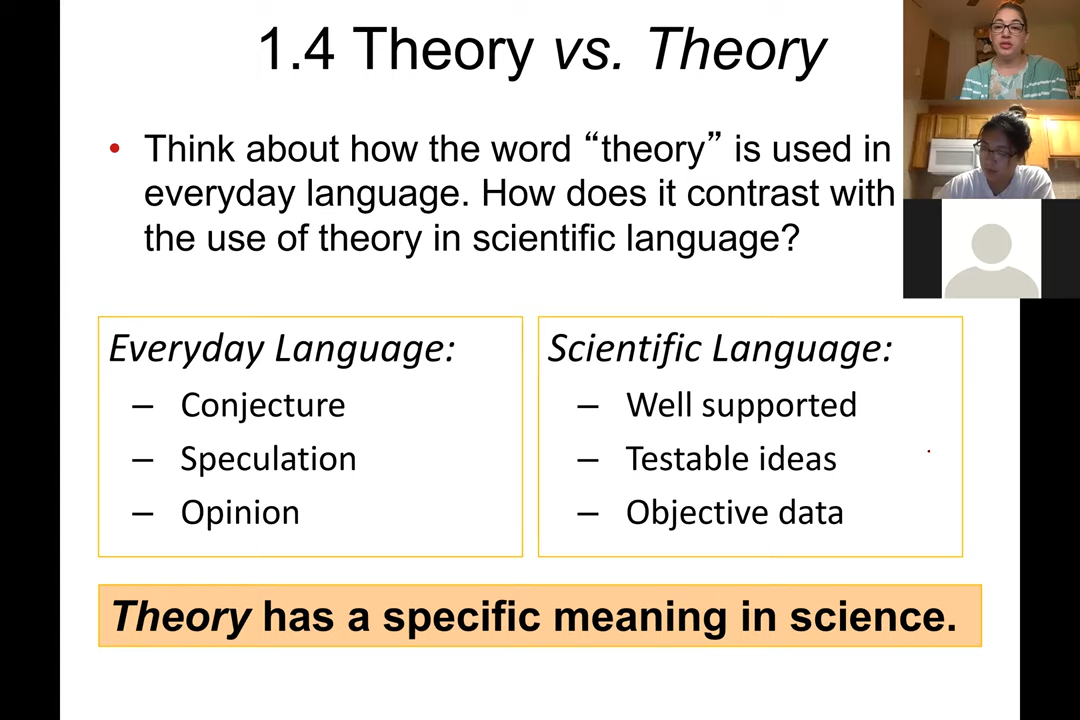 1.4 Theory vs. Theory
• Think about how the word “theory” is used in
everyday language. How does it contrast with
the use of theory in scientific language?
Everyday Language:
– Conjecture
– Speculation
– Opinion
Scientific Language:
– Well supported
– Testable ideas
– Objective data
Theory has a specific meaning in science.